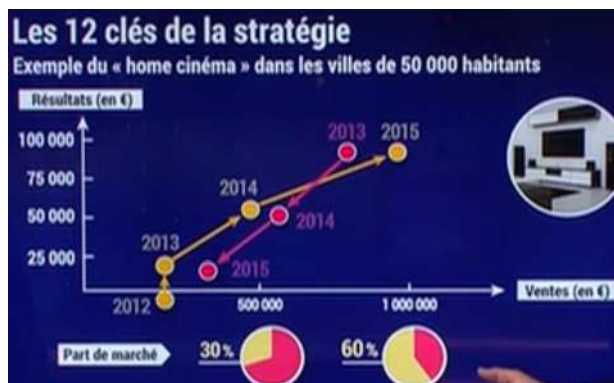 Les 12 clés de la stratégie
Exemple du « home cinéma » dans les villes de 50 000 habitants
Résultats (en €)
100 000
75 000
50 000
25 000
2013
2015
2014
2014
2013
2015
2012
500 000
1 000 000
Ventes (en €)
Part de marché
30 %
60 %